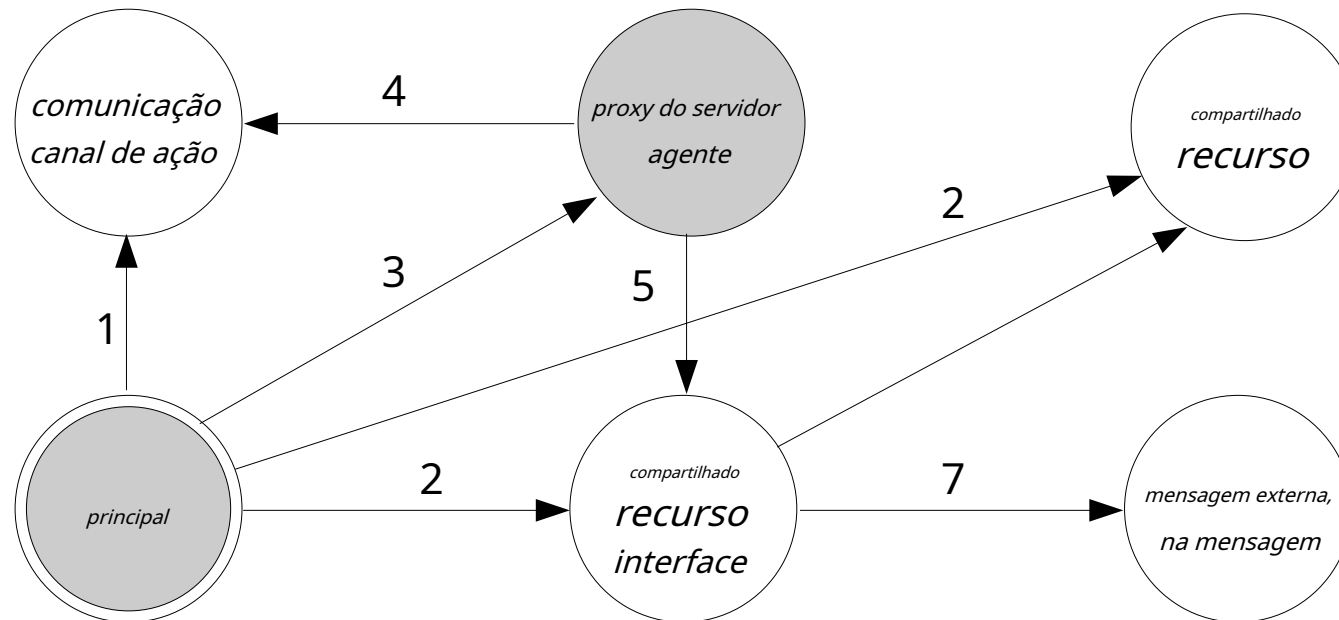 comunicação
canal de ação
4
proxy do servidor
agente
compartilhado
recurso
2
3
5
1
principal
2
compartilhado
recurso
interface
7
mensagem externa,
na mensagem